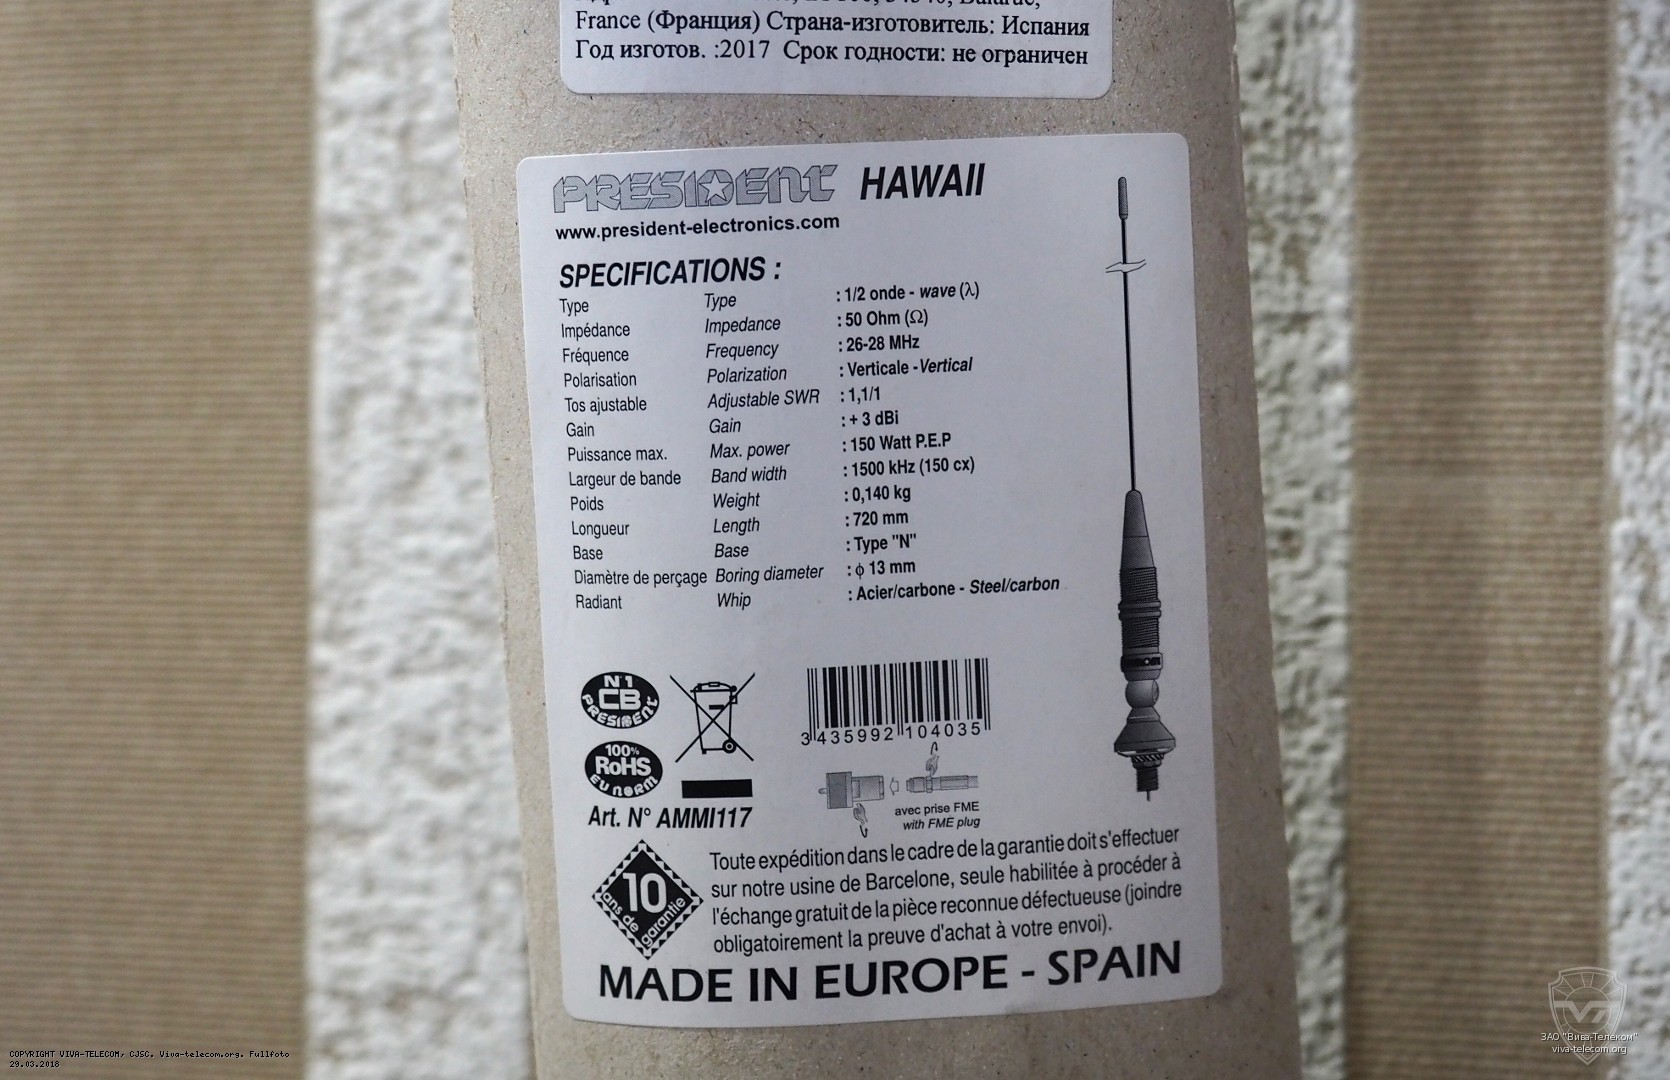 France (Франция) Страна-изготовитель: Испания
Год изготов. :2017 Срок годности: не ограничен
PRESIDENT HAWAII
www.president-electronics.com
SPECIFICATIONS :
Type Type : 1/2 onde - wave (λ)
Impédance Impedance : 50 Ohm (Ω)
Fréquence Frequency : 26-28 MHz
Polarisation Polarization : Verticale - Vertical
Tos ajustable Adjustable SWR : 1,1/1
Gain Gain : + 3 dBi
Puissance max. Max. power : 150 Watt P.E.P
Largeur de bande Band width : 1500 kHz (150 cx)
Poids Weight : 0,140 kg
Longueur Length : 720 mm
Base Base : Type "N"
Diamètre de perçage Boring diameter : ϕ 13 mm
Radiant Whip : Acier/carbone - Steel/carbon
N°1
CB
PRESIDENT
100%
RoHS
EU NORM
3 435992 104035
avec prise FME
with FME plug
Art. N° AMMI117
10
ans de garantie
Toute expédition dans le cadre de la garantie doit s'effectuer
sur notre usine de Barcelone, seule habilitée à procéder à
l'échange gratuit de la pièce reconnue défectueuse (joindre
obligatoirement la preuve d'achat à votre envoi).
MADE IN EUROPE - SPAIN
COPYRIGHT VIVA-TELECOM, CJSC. Viva-telecom.org. Fullfoto
29.03.2018
ЗАО "Вива-Телеком"
viva-telecom.org